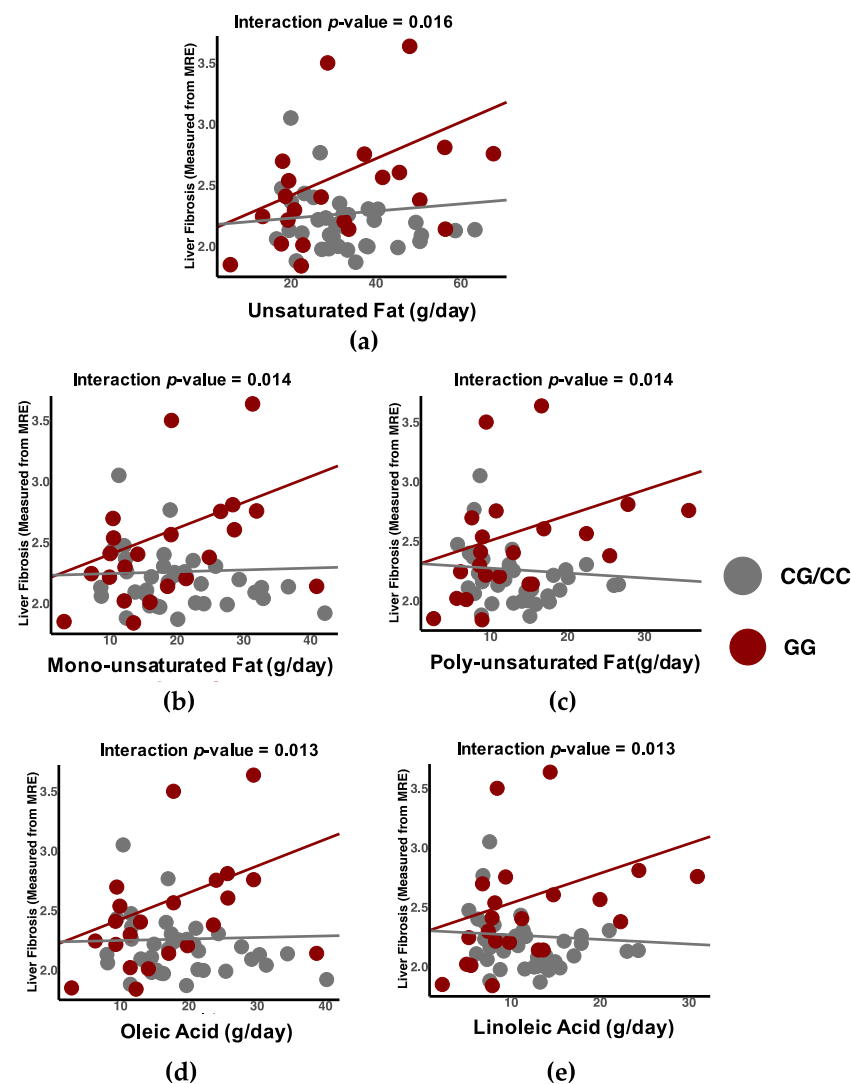 Interaction p-value = 0.016
Liver Fibrosis (Measured from MRE)
3.5
3.0
2.5
2.0
20 40 60
Unsaturated Fat (g/day)
(a)
Interaction p-value = 0.014
Liver Fibrosis (Measured from MRE)
3.5
3.0
2.5
2.0
10 20 30 40
Mono-unsaturated Fat (g/day)
(b)
Interaction p-value = 0.014
Liver Fibrosis (Measured from MRE)
3.5
3.0
2.5
2.0
10 20 30
Poly-unsaturated Fat(g/day)
(c)
CG/CC
GG
Interaction p-value = 0.013
Liver Fibrosis (Measured from MRE)
3.5
3.0
2.5
2.0
10 20 30 40
Oleic Acid (g/day)
(d)
Interaction p-value = 0.013
Liver Fibrosis (Measured from MRE)
3.5
3.0
2.5
2.0
10 20 30
Linoleic Acid (g/day)
(e)